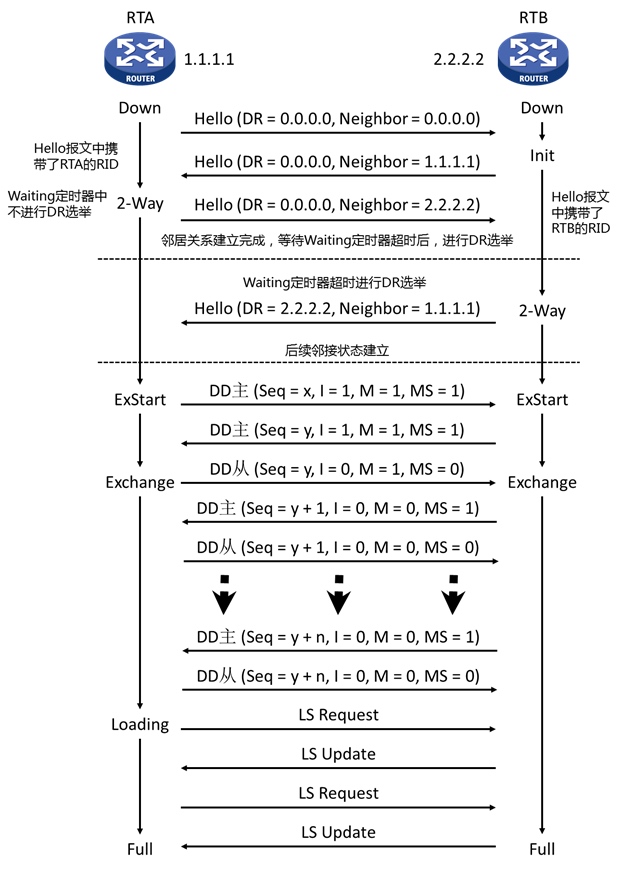 RTA
RTB
1.1.1.1
2.2.2.2
ROUTER
ROUTER
Down
Down
Hello (DR = 0.0.0.0, Neighbor = 0.0.0.0)
Hello报文中携
带了RTA的RID
Init
Hello (DR = 0.0.0.0, Neighbor = 1.1.1.1)
Waiting定时器中
不进行DR选举
2-Way
Hello (DR = 0.0.0.0, Neighbor = 2.2.2.2)
Hello报文
中携带了
RTB的RID
邻居关系建立完成，等待Waiting定时器超时后，进行DR选举
Waiting定时器超时进行DR选举
Hello (DR = 2.2.2.2, Neighbor = 1.1.1.1)
2-Way
后续邻接状态建立
ExStart
DD主 (Seq = x, I = 1, M = 1, MS = 1)
ExStart
DD主 (Seq = y, I = 1, M = 1, MS = 1)
Exchange
DD从 (Seq = y, I = 0, M = 1, MS = 0)
Exchange
DD主 (Seq = y + 1, I = 0, M = 0, MS = 1)
DD从 (Seq = y + 1, I = 0, M = 0, MS = 0)
DD主 (Seq = y + n, I = 0, M = 0, MS = 1)
DD从 (Seq = y + n, I = 0, M = 0, MS = 0)
Loading
LS Request
LS Update
LS Request
LS Update
Full
Full